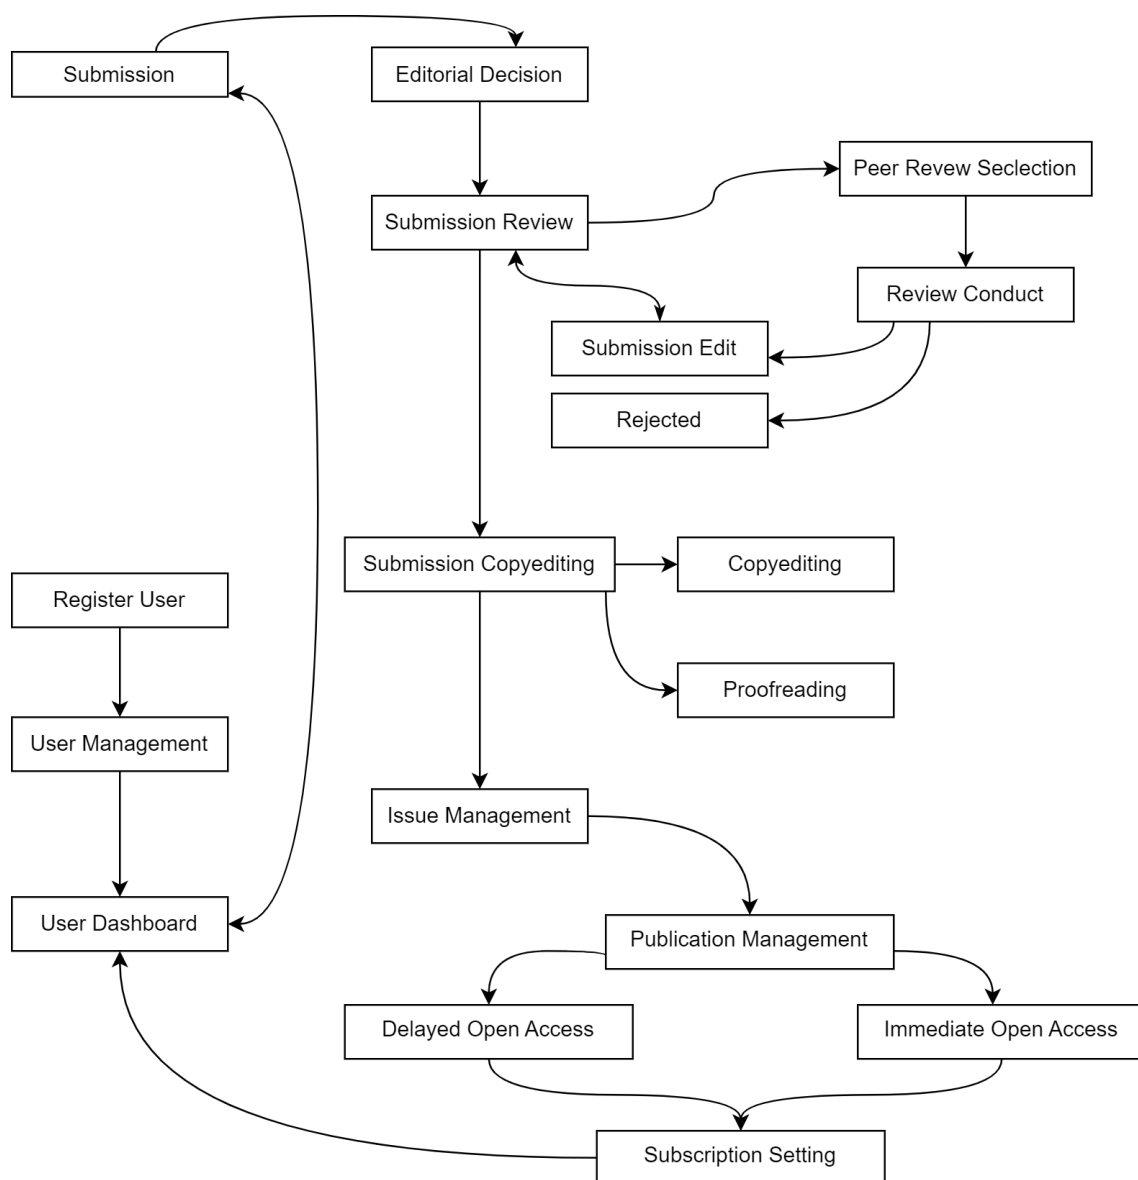 Submission
Editorial Decision
Peer Revew Seclection
Submission Review
Review Conduct
Submission Edit
Rejected
Submission Copyediting
Copyediting
Register User
Proofreading
User Management
Issue Management
User Dashboard
Publication Management
Delayed Open Access
Immediate Open Access
Subscription Setting